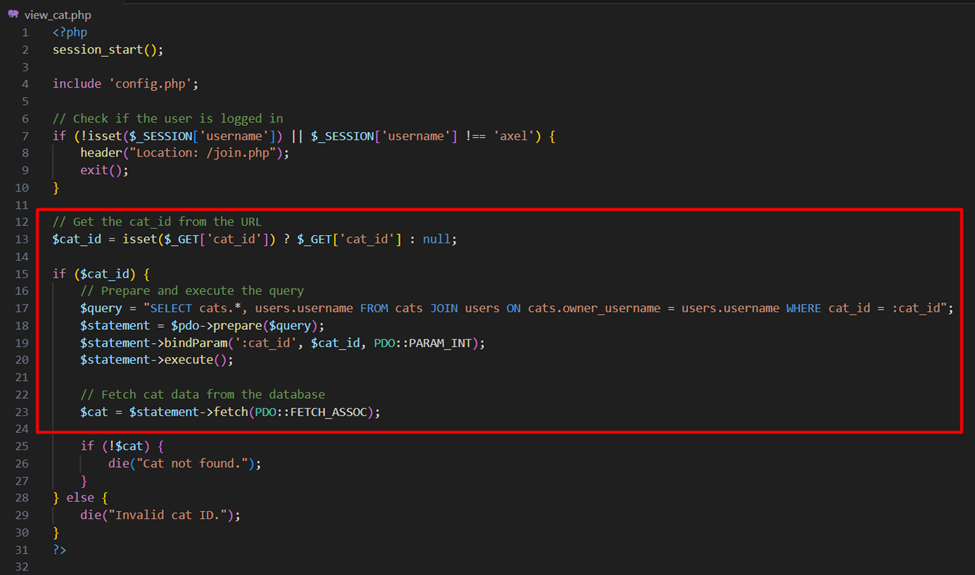 view_cat.php
1 <?php
2 session_start();
3
4 include 'config.php';
5
6 // Check if the user is logged in
7 if (!isset($_SESSION['username']) || $_SESSION['username'] !== 'axel') {
8 header("Location: /join.php");
9 exit();
10 }
11
12 // Get the cat_id from the URL
13 $cat_id = isset($_GET['cat_id']) ? $_GET['cat_id'] : null;
14
15 if ($cat_id) {
16 // Prepare and execute the query
17 $query = "SELECT cats.*, users.username FROM cats JOIN users ON cats.owner_username = users.username WHERE cat_id = :cat_id";
18 $statement = $pdo->prepare($query);
19 $statement->bindParam(':cat_id', $cat_id, PDO::PARAM_INT);
20 $statement->execute();
21
22 // Fetch cat data from the database
23 $cat = $statement->fetch(PDO::FETCH_ASSOC);
24
25 if (!$cat) {
26 die("Cat not found.");
27 }
28 } else {
29 die("Invalid cat ID.");
30 }
31 ?>
32